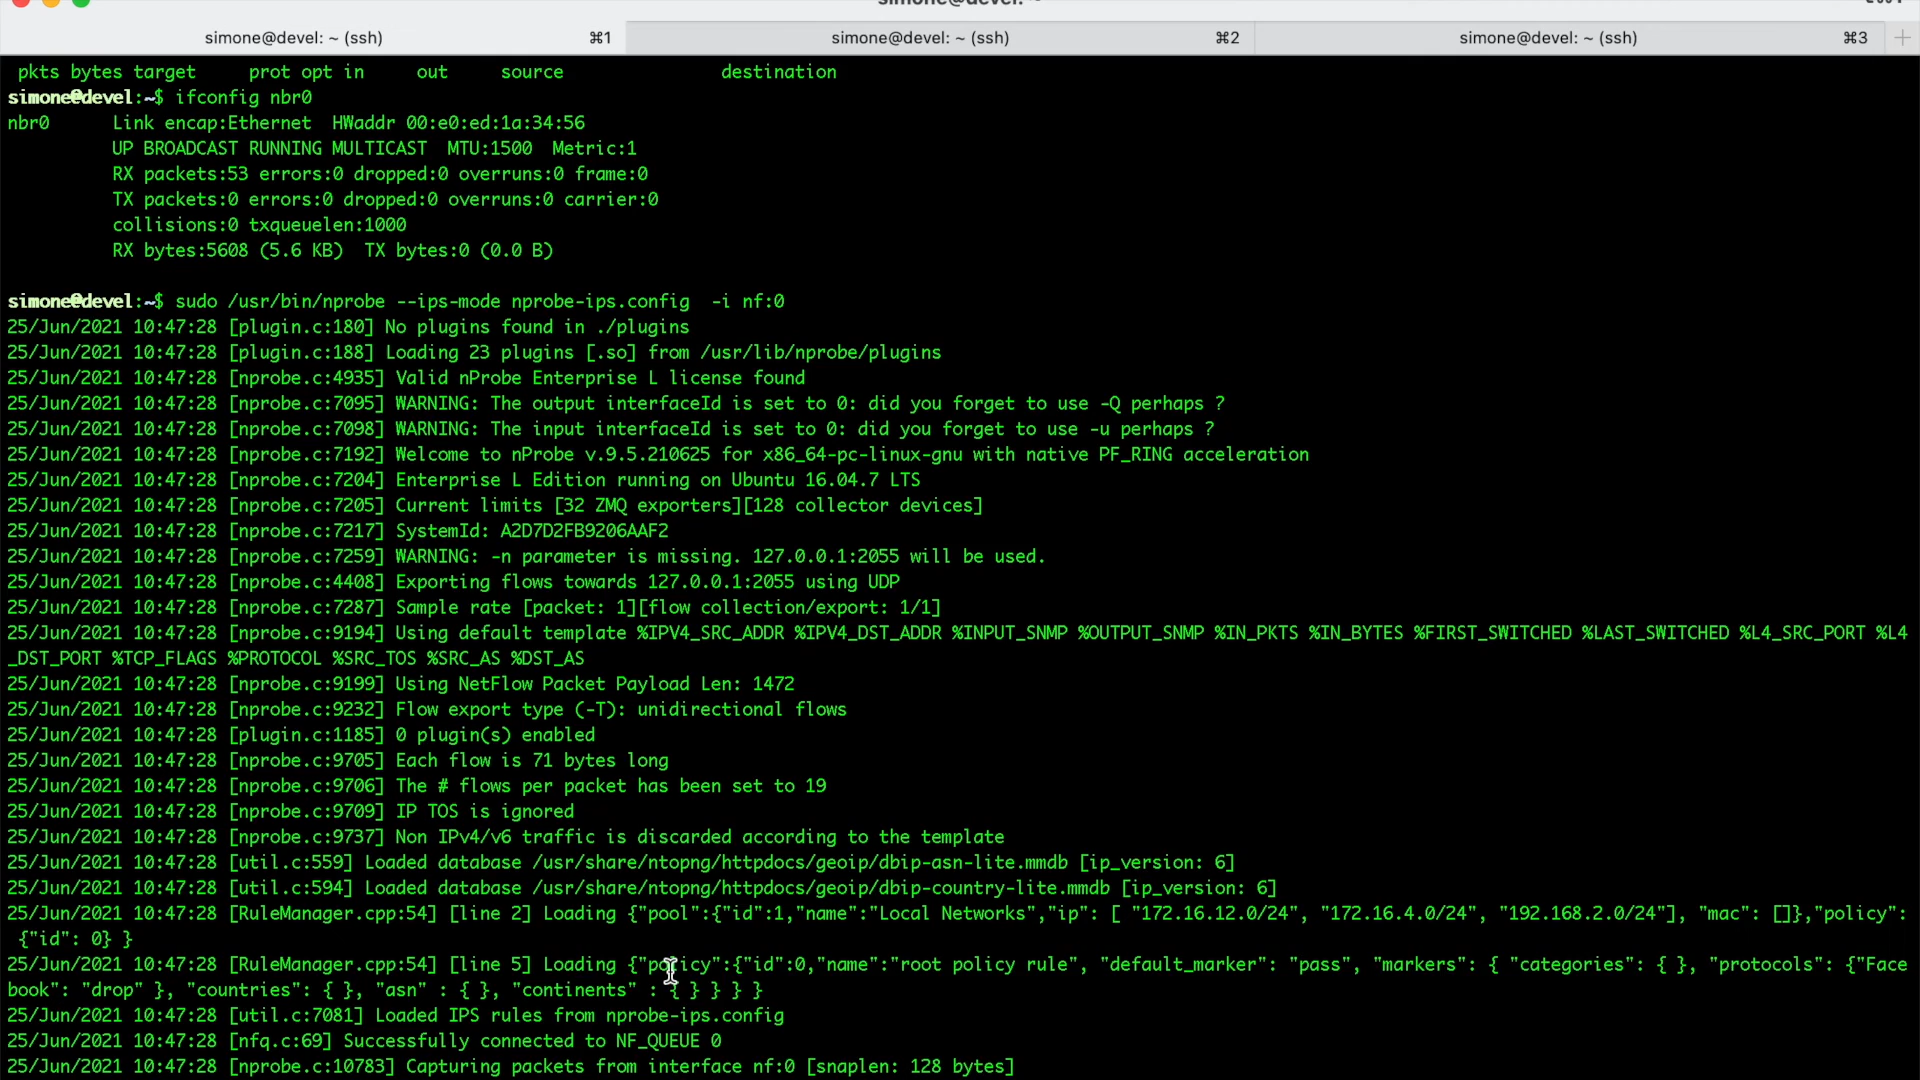 simone@devel: ~
simone@devel: ~ (ssh) ⌘1 simone@devel: ~ (ssh) ⌘2 simone@devel: ~ (ssh) ⌘3 +
pkts bytes target     prot opt in     out     source               destination
simone@devel:~$ ifconfig nbr0
nbr0      Link encap:Ethernet  HWaddr 00:e0:ed:1a:34:56
UP BROADCAST RUNNING MULTICAST  MTU:1500  Metric:1
RX packets:53 errors:0 dropped:0 overruns:0 frame:0
TX packets:0 errors:0 dropped:0 overruns:0 carrier:0
collisions:0 txqueuelen:1000
RX bytes:5608 (5.6 KB)  TX bytes:0 (0.0 B)
simone@devel:~$ sudo /usr/bin/nprobe --ips-mode nprobe-ips.config  -i nf:0
25/Jun/2021 10:47:28 [plugin.c:180] No plugins found in ./plugins
25/Jun/2021 10:47:28 [plugin.c:188] Loading 23 plugins [.so] from /usr/lib/nprobe/plugins
25/Jun/2021 10:47:28 [nprobe.c:4935] Valid nProbe Enterprise L license found
25/Jun/2021 10:47:28 [nprobe.c:7095] WARNING: The output interfaceId is set to 0: did you forget to use -Q perhaps ?
25/Jun/2021 10:47:28 [nprobe.c:7098] WARNING: The input interfaceId is set to 0: did you forget to use -u perhaps ?
25/Jun/2021 10:47:28 [nprobe.c:7192] Welcome to nProbe v.9.5.210625 for x86_64-pc-linux-gnu with native PF_RING acceleration
25/Jun/2021 10:47:28 [nprobe.c:7204] Enterprise L Edition running on Ubuntu 16.04.7 LTS
25/Jun/2021 10:47:28 [nprobe.c:7205] Current limits [32 ZMQ exporters][128 collector devices]
25/Jun/2021 10:47:28 [nprobe.c:7217] SystemId: A2D7D2FB9206AAF2
25/Jun/2021 10:47:28 [nprobe.c:7259] WARNING: -n parameter is missing. 127.0.0.1:2055 will be used.
25/Jun/2021 10:47:28 [nprobe.c:4408] Exporting flows towards 127.0.0.1:2055 using UDP
25/Jun/2021 10:47:28 [nprobe.c:7287] Sample rate [packet: 1][flow collection/export: 1/1]
25/Jun/2021 10:47:28 [nprobe.c:9194] Using default template %IPV4_SRC_ADDR %IPV4_DST_ADDR %INPUT_SNMP %OUTPUT_SNMP %IN_PKTS %IN_BYTES %FIRST_SWITCHED %LAST_SWITCHED %L4_SRC_PORT %L4
_DST_PORT %TCP_FLAGS %PROTOCOL %SRC_TOS %SRC_AS %DST_AS
25/Jun/2021 10:47:28 [nprobe.c:9199] Using NetFlow Packet Payload Len: 1472
25/Jun/2021 10:47:28 [nprobe.c:9232] Flow export type (-T): unidirectional flows
25/Jun/2021 10:47:28 [plugin.c:1185] 0 plugin(s) enabled
25/Jun/2021 10:47:28 [nprobe.c:9705] Each flow is 71 bytes long
25/Jun/2021 10:47:28 [nprobe.c:9706] The # flows per packet has been set to 19
25/Jun/2021 10:47:28 [nprobe.c:9709] IP TOS is ignored
25/Jun/2021 10:47:28 [nprobe.c:9737] Non IPv4/v6 traffic is discarded according to the template
25/Jun/2021 10:47:28 [util.c:559] Loaded database /usr/share/ntopng/httpdocs/geoip/dbip-asn-lite.mmdb [ip_version: 6]
25/Jun/2021 10:47:28 [util.c:594] Loaded database /usr/share/ntopng/httpdocs/geoip/dbip-country-lite.mmdb [ip_version: 6]
25/Jun/2021 10:47:28 [RuleManager.cpp:54] [line 2] Loading {"pool":{"id":1,"name":"Local Networks","ip": [ "172.16.12.0/24", "172.16.4.0/24", "192.168.2.0/24"], "mac": []},"policy":
{"id": 0} }
25/Jun/2021 10:47:28 [RuleManager.cpp:54] [line 5] Loading {"policy":{"id":0,"name":"root policy rule", "default_marker": "pass", "markers": { "categories": { }, "protocols": {"Face
book": "drop" }, "countries": { }, "asn" : { }, "continents" : { } } } }
25/Jun/2021 10:47:28 [util.c:7081] Loaded IPS rules from nprobe-ips.config
25/Jun/2021 10:47:28 [nfq.c:69] Successfully connected to NF_QUEUE 0
25/Jun/2021 10:47:28 [nprobe.c:10783] Capturing packets from interface nf:0 [snaplen: 128 bytes]